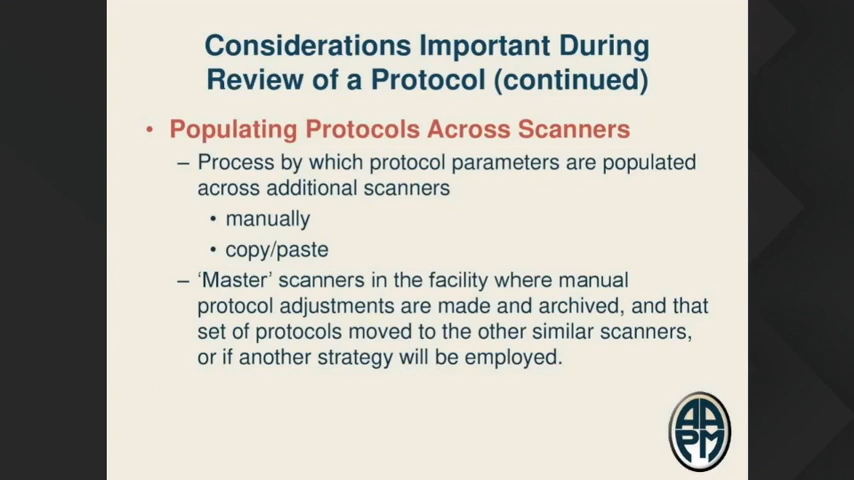 Considerations Important During
Review of a Protocol (continued)
• Populating Protocols Across Scanners
– Process by which protocol parameters are populated
across additional scanners
• manually
• copy/paste
– ‘Master’ scanners in the facility where manual
protocol adjustments are made and archived, and that
set of protocols moved to the other similar scanners,
or if another strategy will be employed.
AAPM